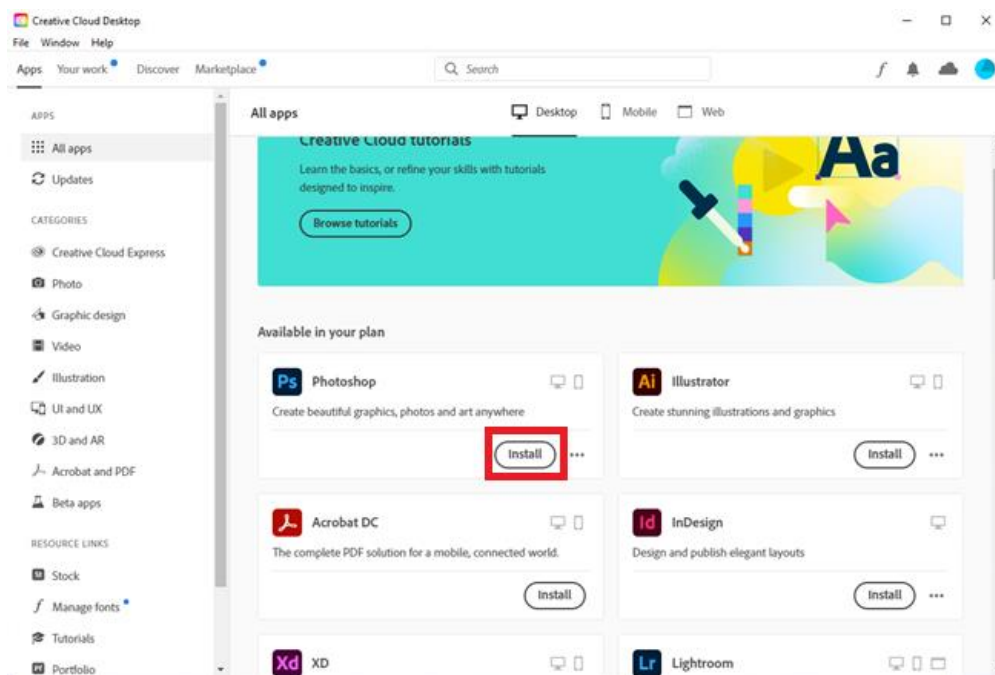 Creative Cloud Desktop
File Window Help
Apps Your work Discover Marketplace
Search
APPS
All apps
Updates
CATEGORIES
Creative Cloud Express
Photo
Graphic design
Video
Illustration
UI and UX
3D and AR
Acrobat and PDF
Beta apps
RESOURCE LINKS
Stock
Manage fonts
Tutorials
Portfolio
All apps
Desktop Mobile Web
Creative Cloud tutorials
Learn the basics, or refine your skills with tutorials
designed to inspire.
Browse tutorials
Aa
Available in your plan
Ps Photoshop
Create beautiful graphics, photos and art anywhere
Install
Ai Illustrator
Create stunning illustrations and graphics
Install
Acrobat DC
The complete PDF solution for a mobile, connected world.
Install
Id InDesign
Design and publish elegant layouts
Install
Xd XD
Lr Lightroom